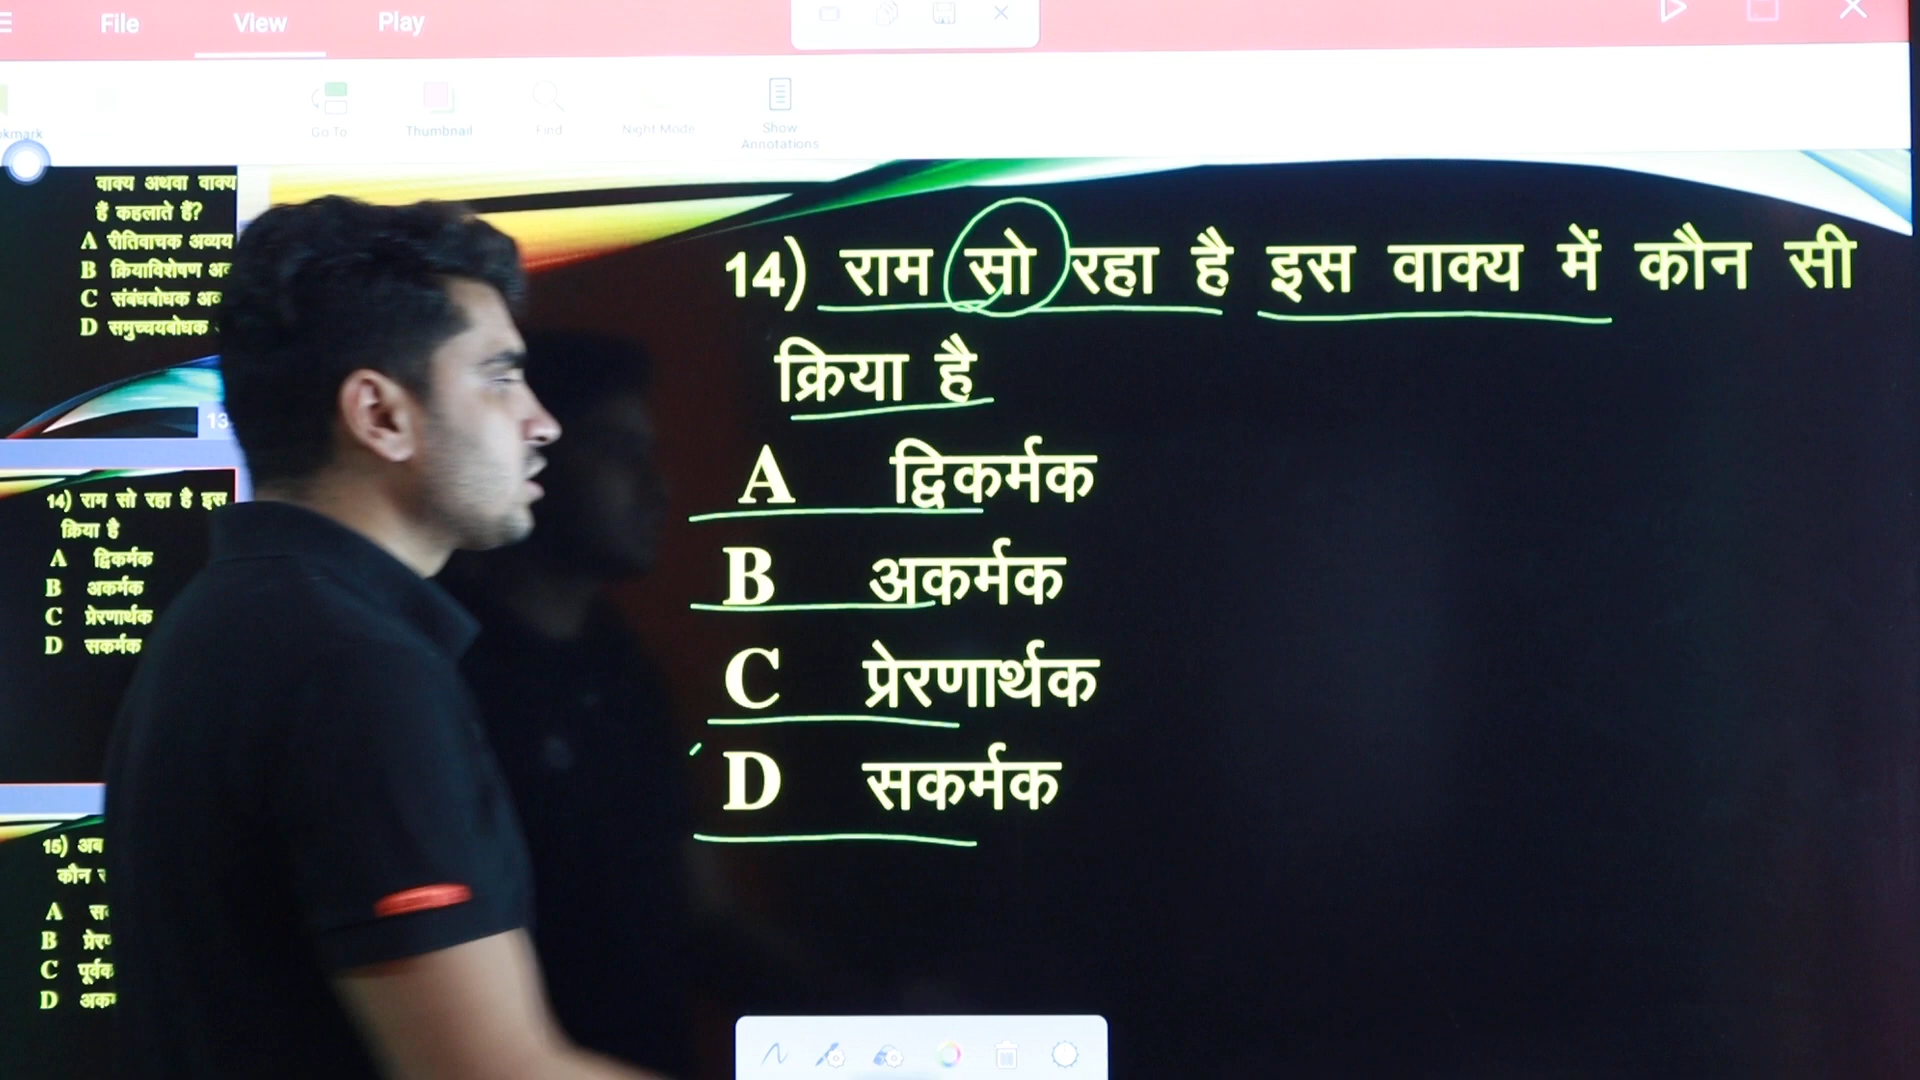 File View Play
Go To Thumbnail Find Night Mode Show Annotations
वाक्य अथवा वाक्य
हैं कहलाते हैं?
A रीतिवाचक अव्यय
B क्रियाविशेषण
C संबंधबोधक
D समुच्चयबोधक
13
14) राम सो रहा है इस
क्रिया है
A द्विकर्मक
B अकर्मक
C प्रेरणार्थक
D सकर्मक
15)
कौन
A
B
C
D
14) राम सो रहा है इस वाक्य में कौन सी
क्रिया है
A द्विकर्मक
B अकर्मक
C प्रेरणार्थक
D सकर्मक